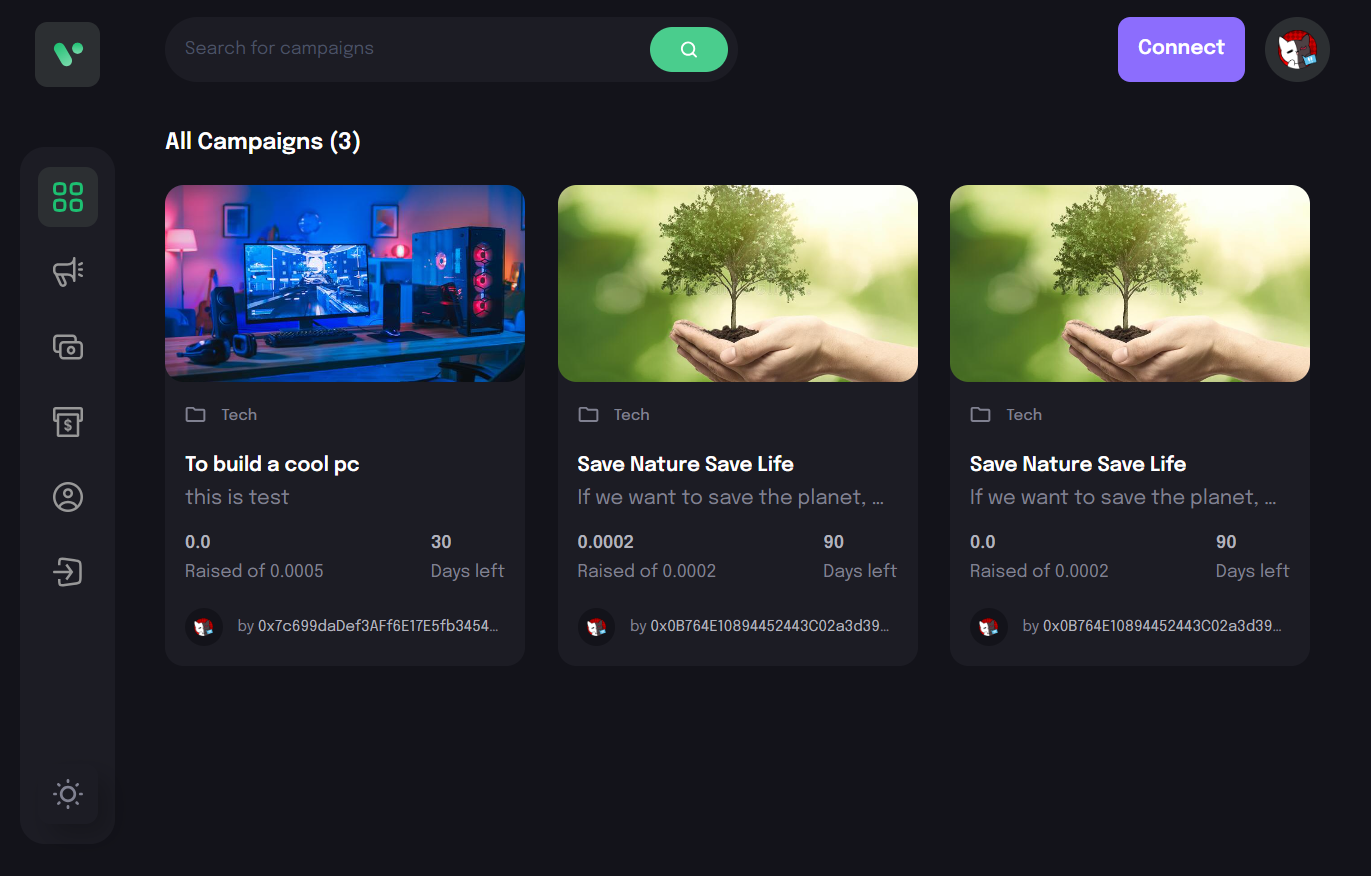 Search for campaigns
Connect
All Campaigns (3)
Tech
To build a cool pc
this is test
0.0
30
Raised of 0.0005
Days left
by 0x7c699daDef3AFf6E17E5fb3454...
Tech
Save Nature Save Life
If we want to save the planet, ...
0.0002
90
Raised of 0.0002
Days left
by 0x0B764E10894452443C02a3d39...
Tech
Save Nature Save Life
If we want to save the planet, ...
0.0
90
Raised of 0.0002
Days left
by 0x0B764E10894452443C02a3d39...